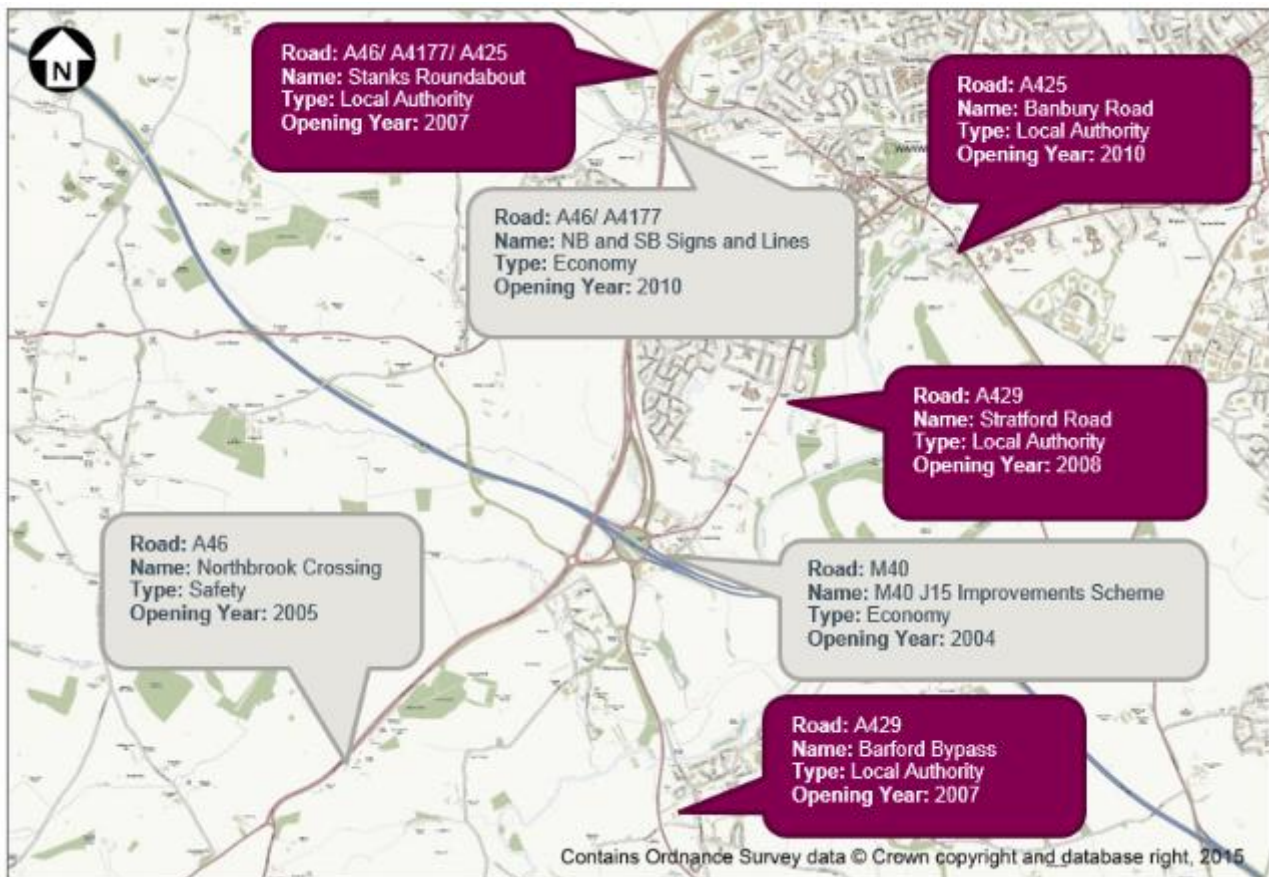 N
Road: A46/ A4177/ A425
Name: Stanks Roundabout
Type: Local Authority
Opening Year: 2007
Road: A425
Name: Banbury Road
Type: Local Authority
Opening Year: 2010
Road: A46/ A4177
Name: NB and SB Signs and Lines
Type: Economy
Opening Year: 2010
Road: A429
Name: Stratford Road
Type: Local Authority
Opening Year: 2008
Road: A46
Name: Northbrook Crossing
Type: Safety
Opening Year: 2005
Road: M40
Name: M40 J15 Improvements Scheme
Type: Economy
Opening Year: 2004
Road: A429
Name: Barford Bypass
Type: Local Authority
Opening Year: 2007
Contains Ordnance Survey data © Crown copyright and database right, 2015